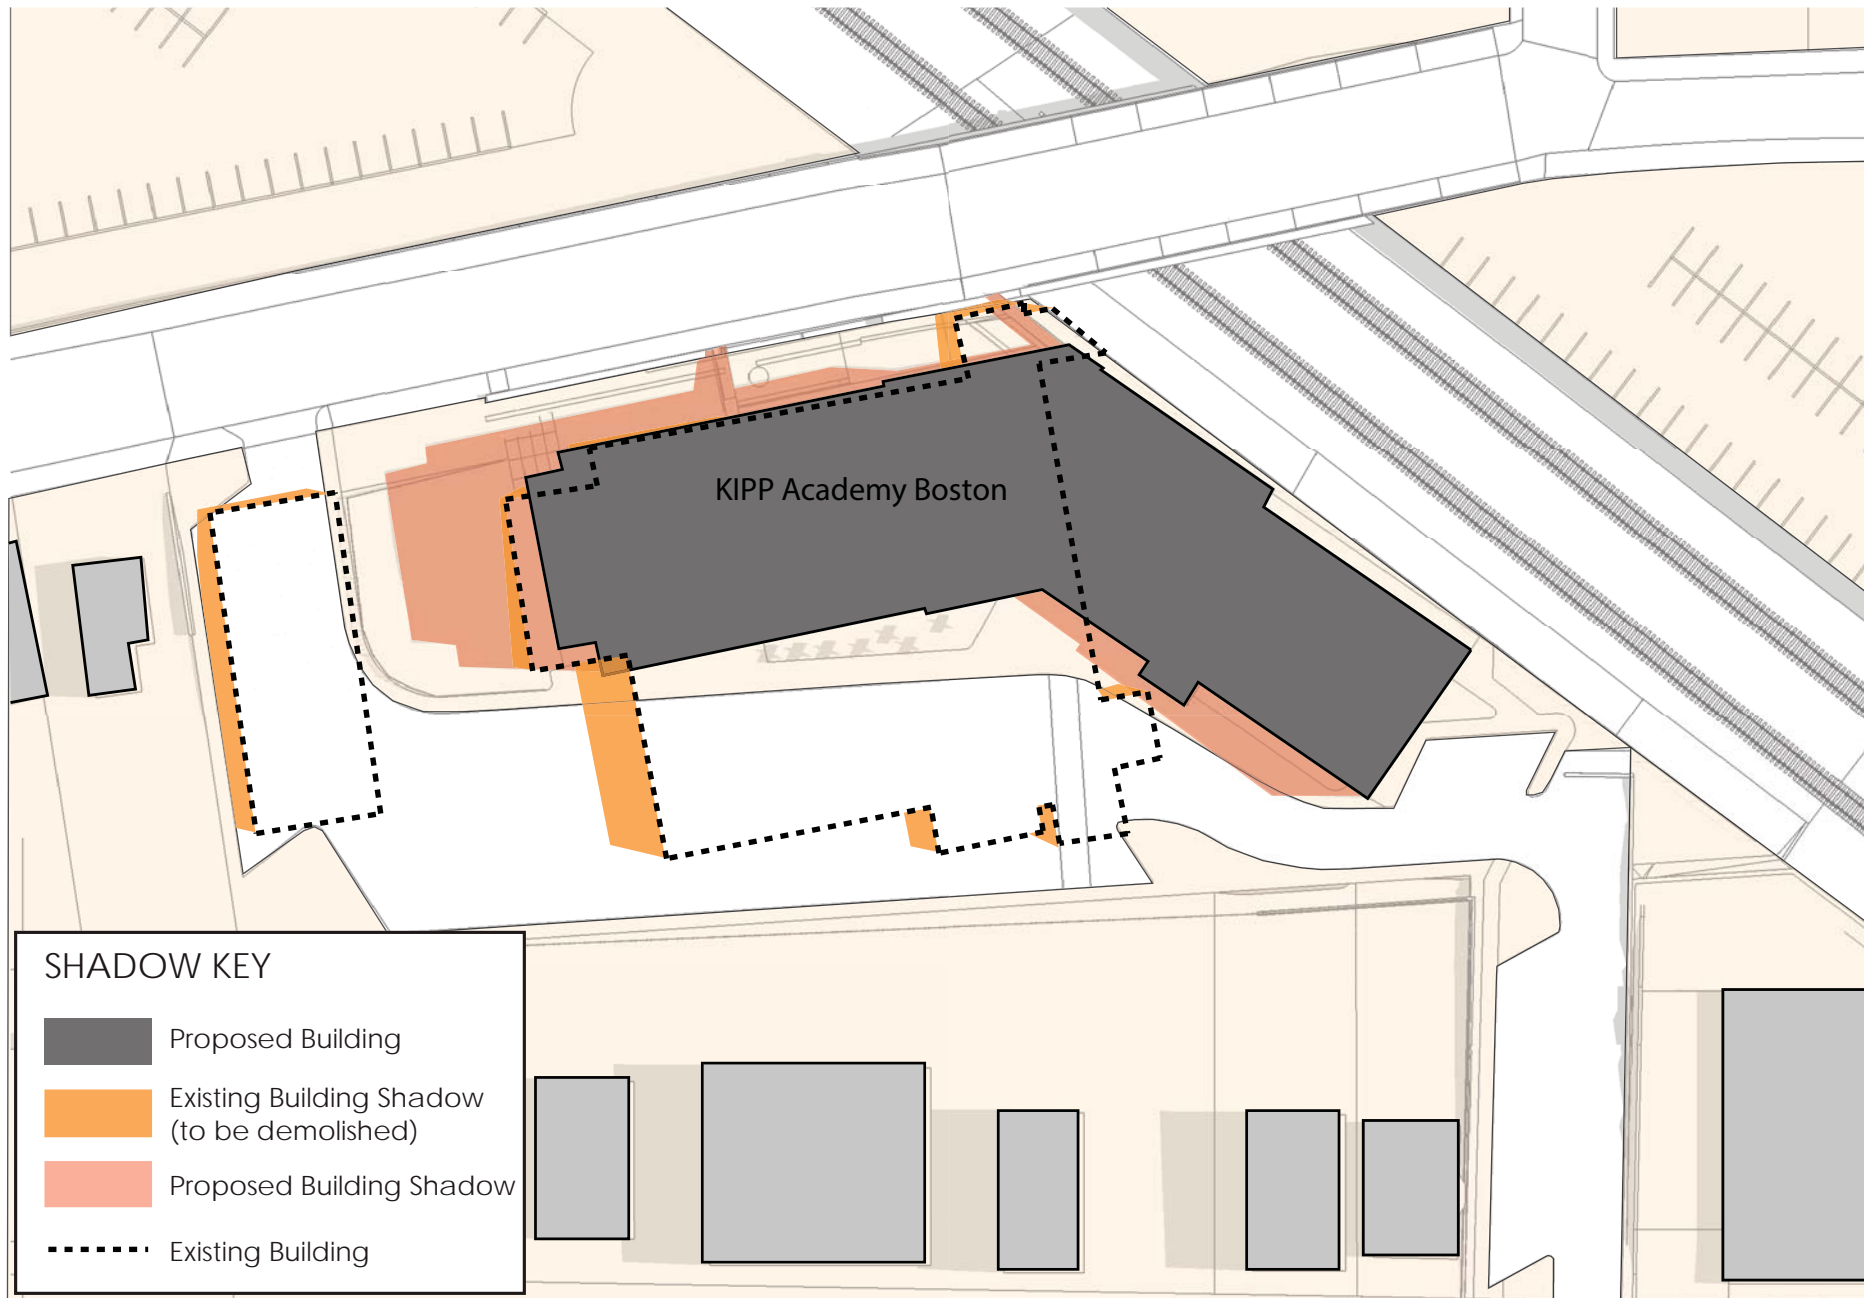 KIPP Academy Boston
SHADOW KEY
Proposed Building
Existing Building Shadow
(to be demolished)
Proposed Building Shadow
Existing Building